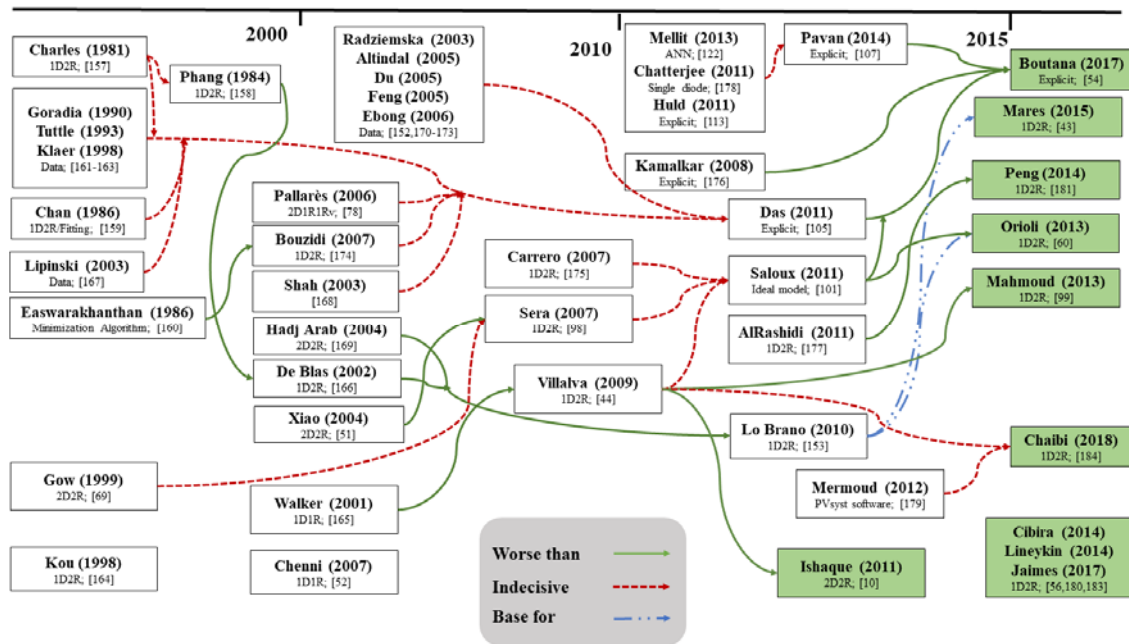 2000
2010
2015
Charles (1981)
1D2R; [157]
Phang (1984)
1D2R; [158]
Goradia (1990)
Tuttle (1993)
Klaer (1998)
Data; [161-163]
Chan (1986)
1D2R/Fitting; [159]
Lipinski (2003)
Data; [167]
Easwarakhanthan (1986)
Minimization Algorithm; [160]
Gow (1999)
2D2R; [69]
Kou (1998)
1D2R; [164]
Radziemska (2003)
Altindal (2005)
Du (2005)
Feng (2005)
Ebong (2006)
Data; [152,170-173]
Pallarès (2006)
2D1R1Rv; [78]
Bouzidi (2007)
1D2R; [174]
Shah (2003)
[168]
Hadj Arab (2004)
2D2R; [169]
De Blas (2002)
1D2R; [166]
Xiao (2004)
2D2R; [51]
Walker (2001)
1D1R; [165]
Chenni (2007)
1D1R; [52]
Carrero (2007)
1D2R; [175]
Sera (2007)
1D2R; [98]
Villalva (2009)
1D2R; [44]
Mellit (2013)
ANN; [122]
Chatterjee (2011)
Single diode; [178]
Huld (2011)
Explicit; [113]
Kamalkar (2008)
Explicit; [176]
Pavan (2014)
Explicit; [107]
Das (2011)
Explicit; [105]
Saloux (2011)
Ideal model; [101]
AlRashidi (2011)
1D2R; [177]
Lo Brano (2010)
1D2R; [153]
Mermoud (2012)
PVsyst software; [179]
Ishaque (2011)
2D2R; [10]
Boutana (2017)
Explicit; [54]
Mares (2015)
1D2R; [43]
Peng (2014)
1D2R; [181]
Orioli (2013)
1D2R; [60]
Mahmoud (2013)
1D2R; [99]
Chaibi (2018)
1D2R; [184]
Cibira (2014)
Lineykin (2014)
Jaimes (2017)
1D2R; [56,180,183]
Worse than
Indecisive
Base for